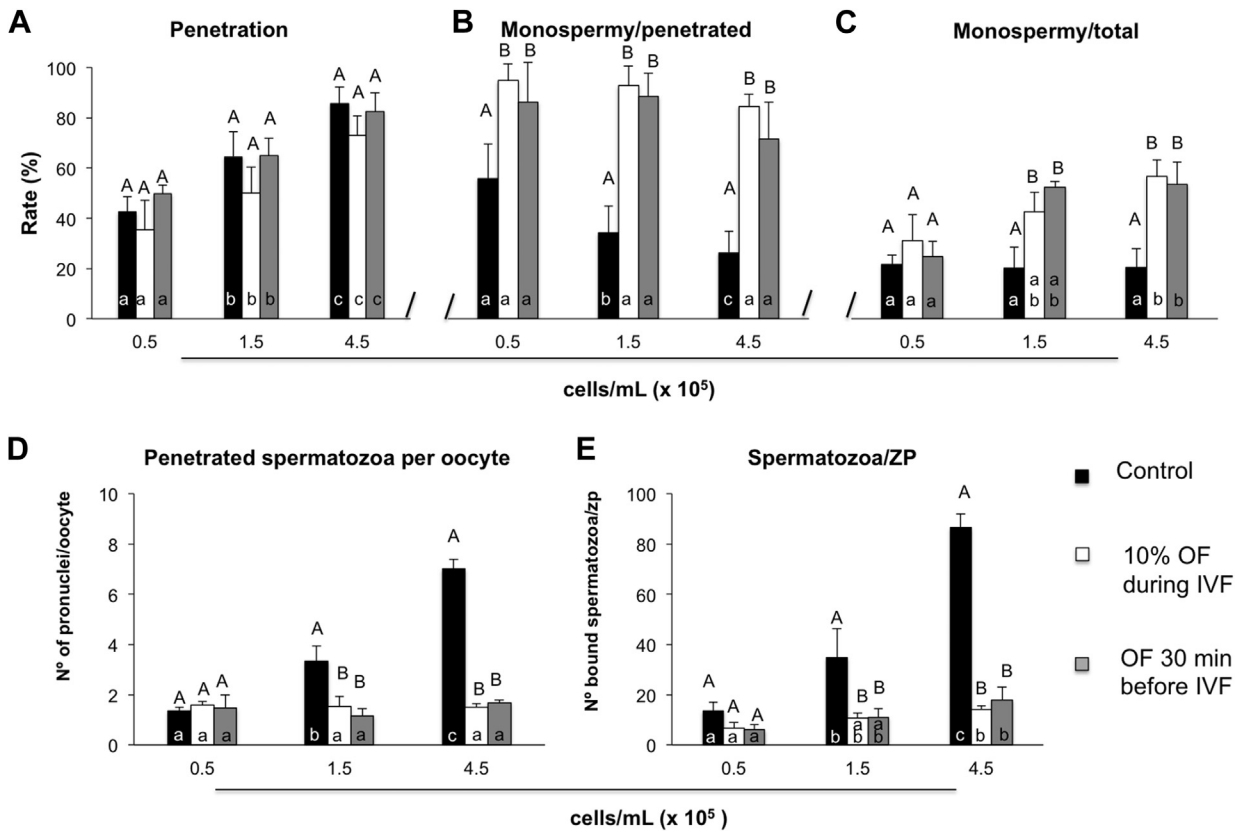 A
Penetration
B
Monospermy/penetrated
C
Monospermy/total
Rate (%)
100
80
60
40
20
0
A A A
A A A
A A A
a a a
b b b
c c c
0.5 1.5 4.5
A B B
A B B
A B B
a a a
b a a
c a a
0.5 1.5 4.5
A A A
A B B
A B B
a a a
a a b a b
a b b
0.5 1.5 4.5
cells/mL (x 10⁵)
D
Penetrated spermatozoa per oocyte
Nº of pronuclei/oocyte
10
8
6
4
2
0
A A A
A B B
A B B
a a a
b a a
c a a
0.5 1.5 4.5
E
Spermatozoa/ZP
Nº bound spermatozoa/zp
100
80
60
40
20
0
A A A
A B B
A B B
a a a
b a b a b
c b b
0.5 1.5 4.5
cells/mL (x 10⁵ )
Control
10% OF
during IVF
OF 30 min
before IVF